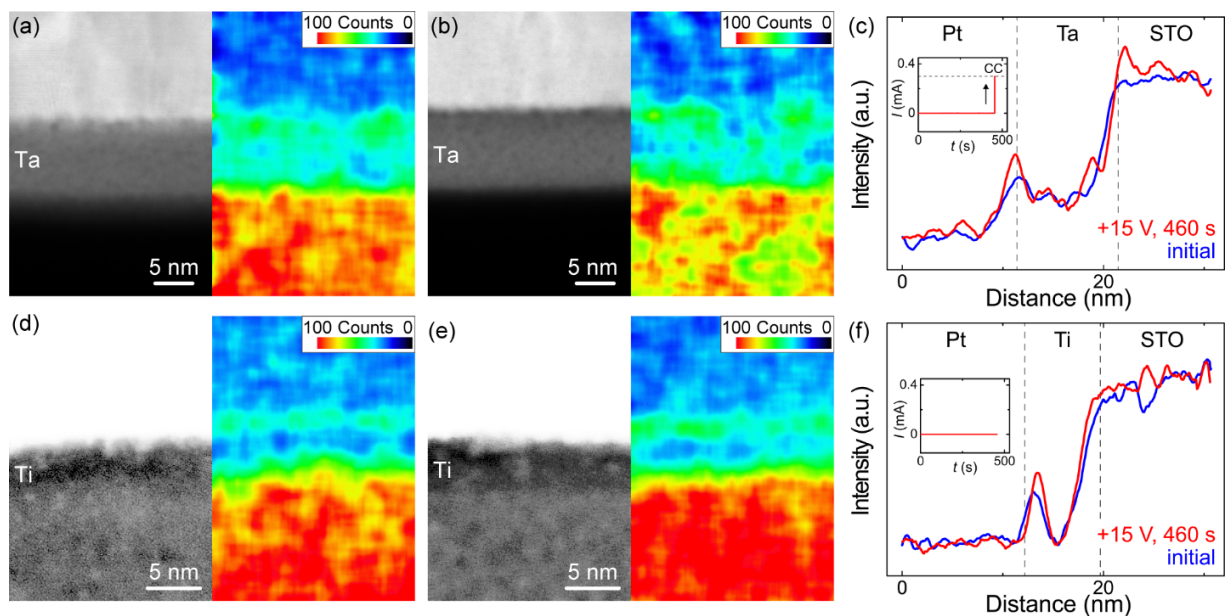 (a)
100 Counts 0
Ta
5 nm
(b)
100 Counts 0
5 nm
(c)
Pt Ta STO
Intensity (a.u.)
0.4
I (mA)
0
CC
0 500
t (s)
+15 V, 460 s
initial
0 20
Distance (nm)
(d)
100 Counts 0
Ti
5 nm
(e)
100 Counts 0
Ti
5 nm
(f)
Pt Ti STO
Intensity (a.u.)
0.4
I (mA)
0
0 500
t (s)
+15 V, 460 s
initial
0 20
Distance (nm)